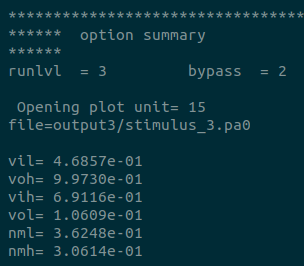 **********************************
******  option summary
******
runlvl  = 3         bypass  = 2
 Opening plot unit= 15
file=output3/stimulus_3.pa0
vil= 4.6857e-01
voh= 9.9730e-01
vih= 6.9116e-01
vol= 1.0609e-01
nml= 3.6248e-01
nmh= 3.0614e-01